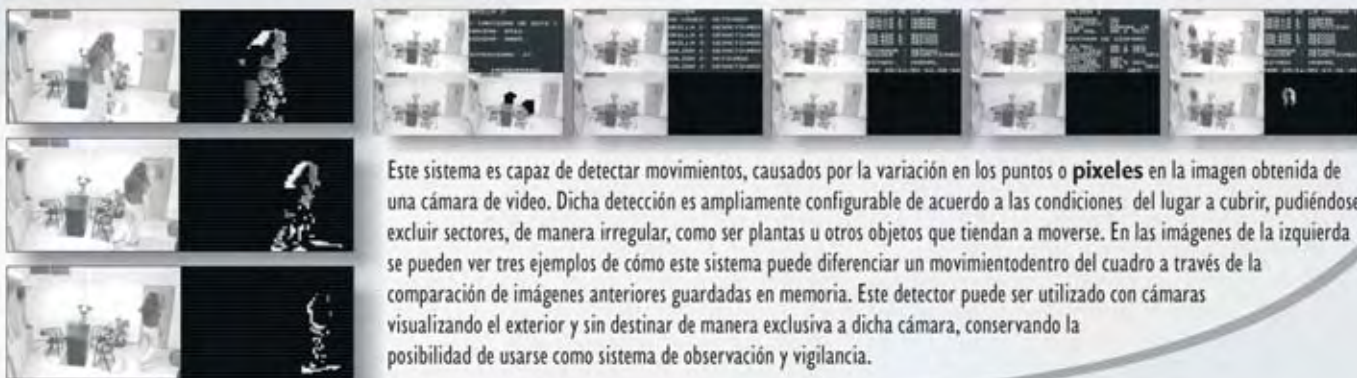 Este sistema es capaz de detectar movimientos, causados por la variación en los puntos o pixeles en la imagen obtenida de
una cámara de video. Dicha detección es ampliamente configurable de acuerdo a las condiciones del lugar a cubrir, pudiéndose
excluir sectores, de manera irregular, como ser plantas u otros objetos que tiendan a moverse. En las imágenes de la izquierda
se pueden ver tres ejemplos de cómo este sistema puede diferenciar un movimientodentro del cuadro a través de la
comparación de imágenes anteriores guardadas en memoria. Este detector puede ser utilizado con cámaras
visualizando el exterior y sin destinar de manera exclusiva a dicha cámara, conservando la
posibilidad de usarse como sistema de observación y vigilancia.